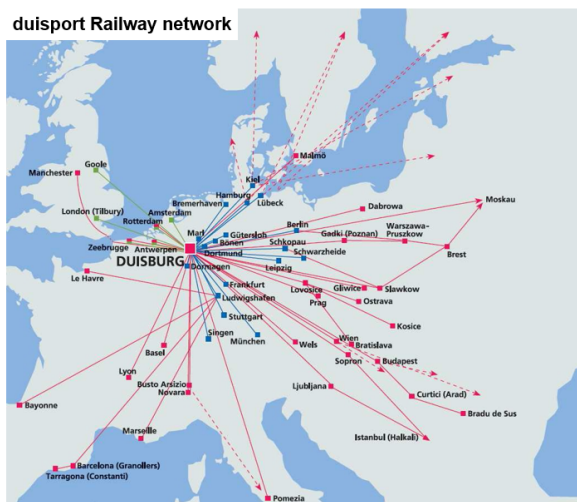 duisport Railway network
Malmö
Goole
Manchester
Kiel
Hamburg
Bremerhaven
Lübeck
Moskau
Dabrowa
London (Tilbury)
Amsterdam
Rotterdam
Berlin
Marl
Gütersloh
Gadki (Poznan)
Warszawa-
Pruszkow
Zeebrugge
Antwerpen
Bönen
Schkopau
DUISBURG
Dortmund
Schwarzheide
Brest
Dormagen
Leipzig
Le Havre
Frankfurt
Lovosice
Gliwice
Slawkow
Ludwigshafen
Prag
Ostrava
Stuttgart
Kosice
Singen
München
Wels
Wien
Bratislava
Basel
Sopron
Budapest
Lyon
Busto Arsizio
Novara
Ljubljana
Curtici (Arad)
Bayonne
Bradu de Sus
Marseille
Istanbul (Halkali)
Barcelona (Granollers)
Tarragona (Constanti)
Pomezia